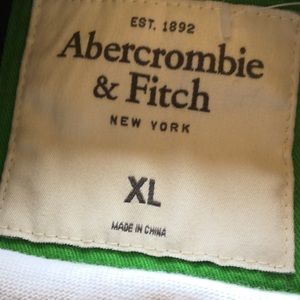 EST. 1892
Abercrombie
& Fitch
NEW YORK
XL
MADE IN CHINA